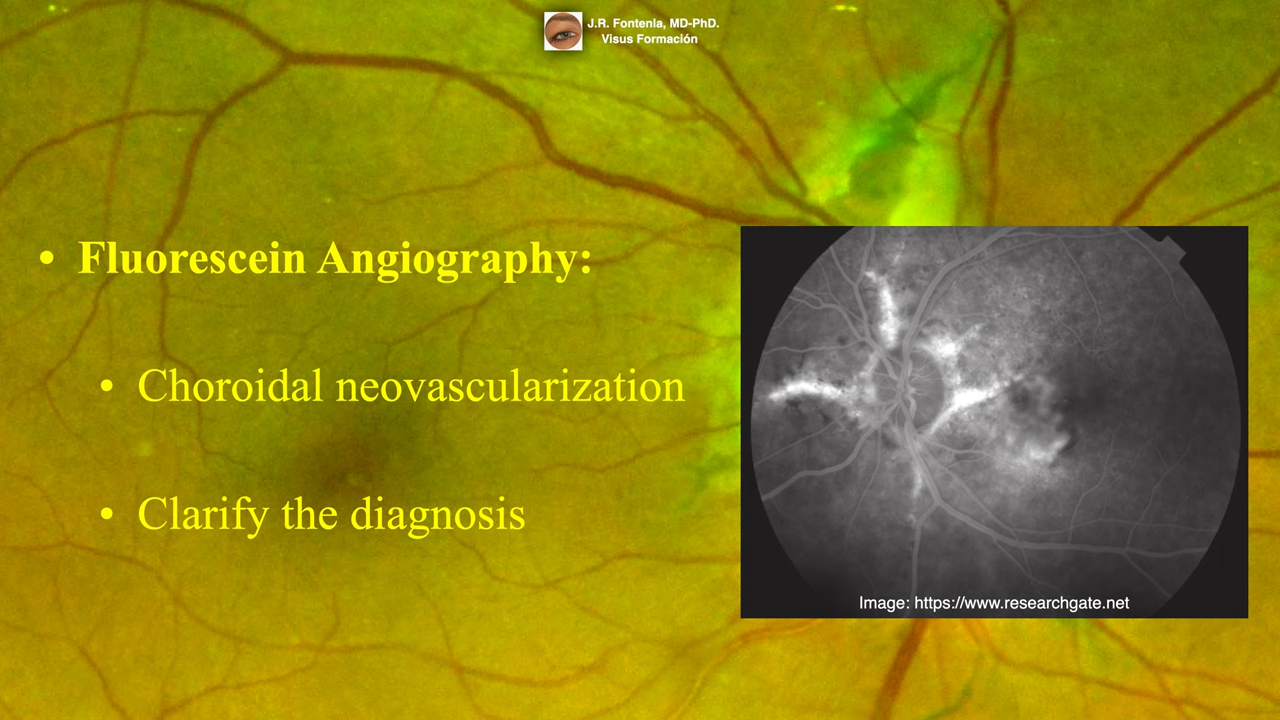 J.R. Fontenla, MD-PhD.
Visus Formación
• Fluorescein Angiography:
• Choroidal neovascularization
• Clarify the diagnosis
Image: https://www.researchgate.net